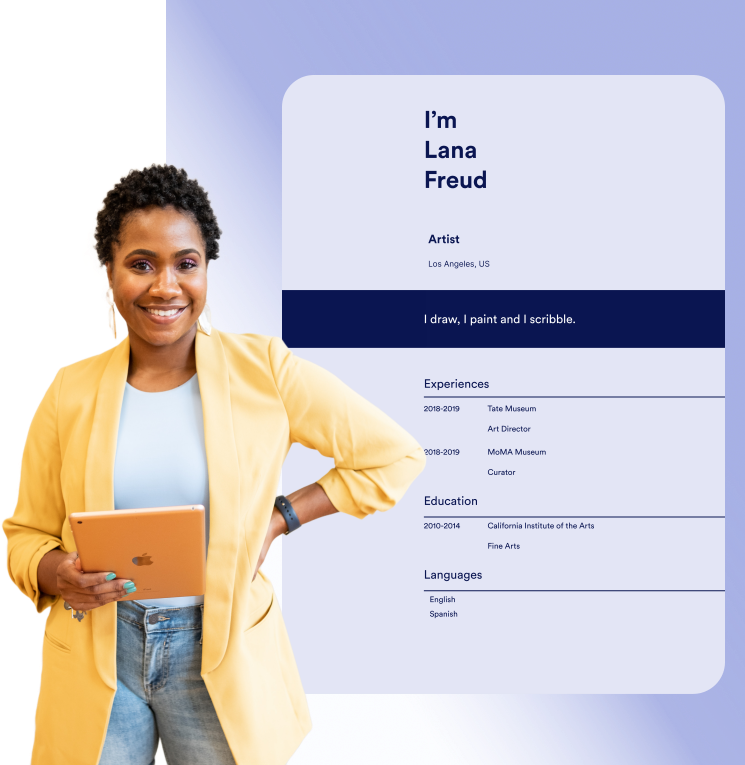 I’m
Lana
Freud
Artist
Los Angeles, US
I draw, I paint and I scribble.
Experiences
2018-2019 Tate Museum
Art Director
2018-2019 MoMA Museum
Curator
Education
2010-2014 California Institute of the Arts
Fine Arts
Languages
English
Spanish